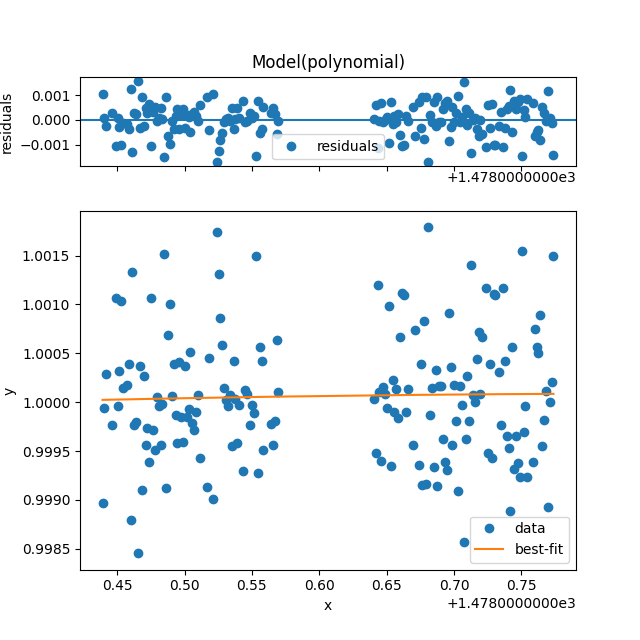 Model(polynomial)
residuals
0.001
0.000
−0.001
residuals
+1.4780000000e3
y
1.0015
1.0010
1.0005
1.0000
0.9995
0.9990
0.9985
data
best-fit
0.45 0.50 0.55 0.60 0.65 0.70 0.75
x
+1.4780000000e3